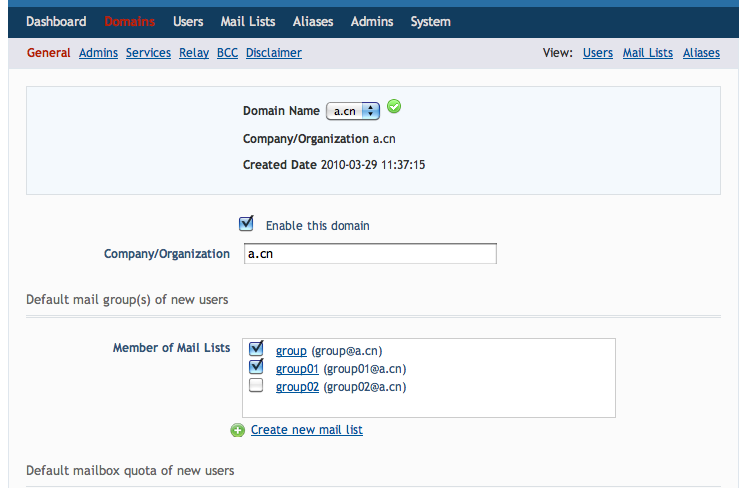 Dashboard Domains Users Mail Lists Aliases Admins System
General Admins Services Relay BCC Disclaimer View: Users Mail Lists Aliases
Domain Name a.cn
Company/Organization a.cn
Created Date 2010-03-29 11:37:15
Enable this domain
Company/Organization a.cn
Default mail group(s) of new users
Member of Mail Lists group (group@a.cn)
group01 (group01@a.cn)
group02 (group02@a.cn)
Create new mail list
Default mailbox quota of new users